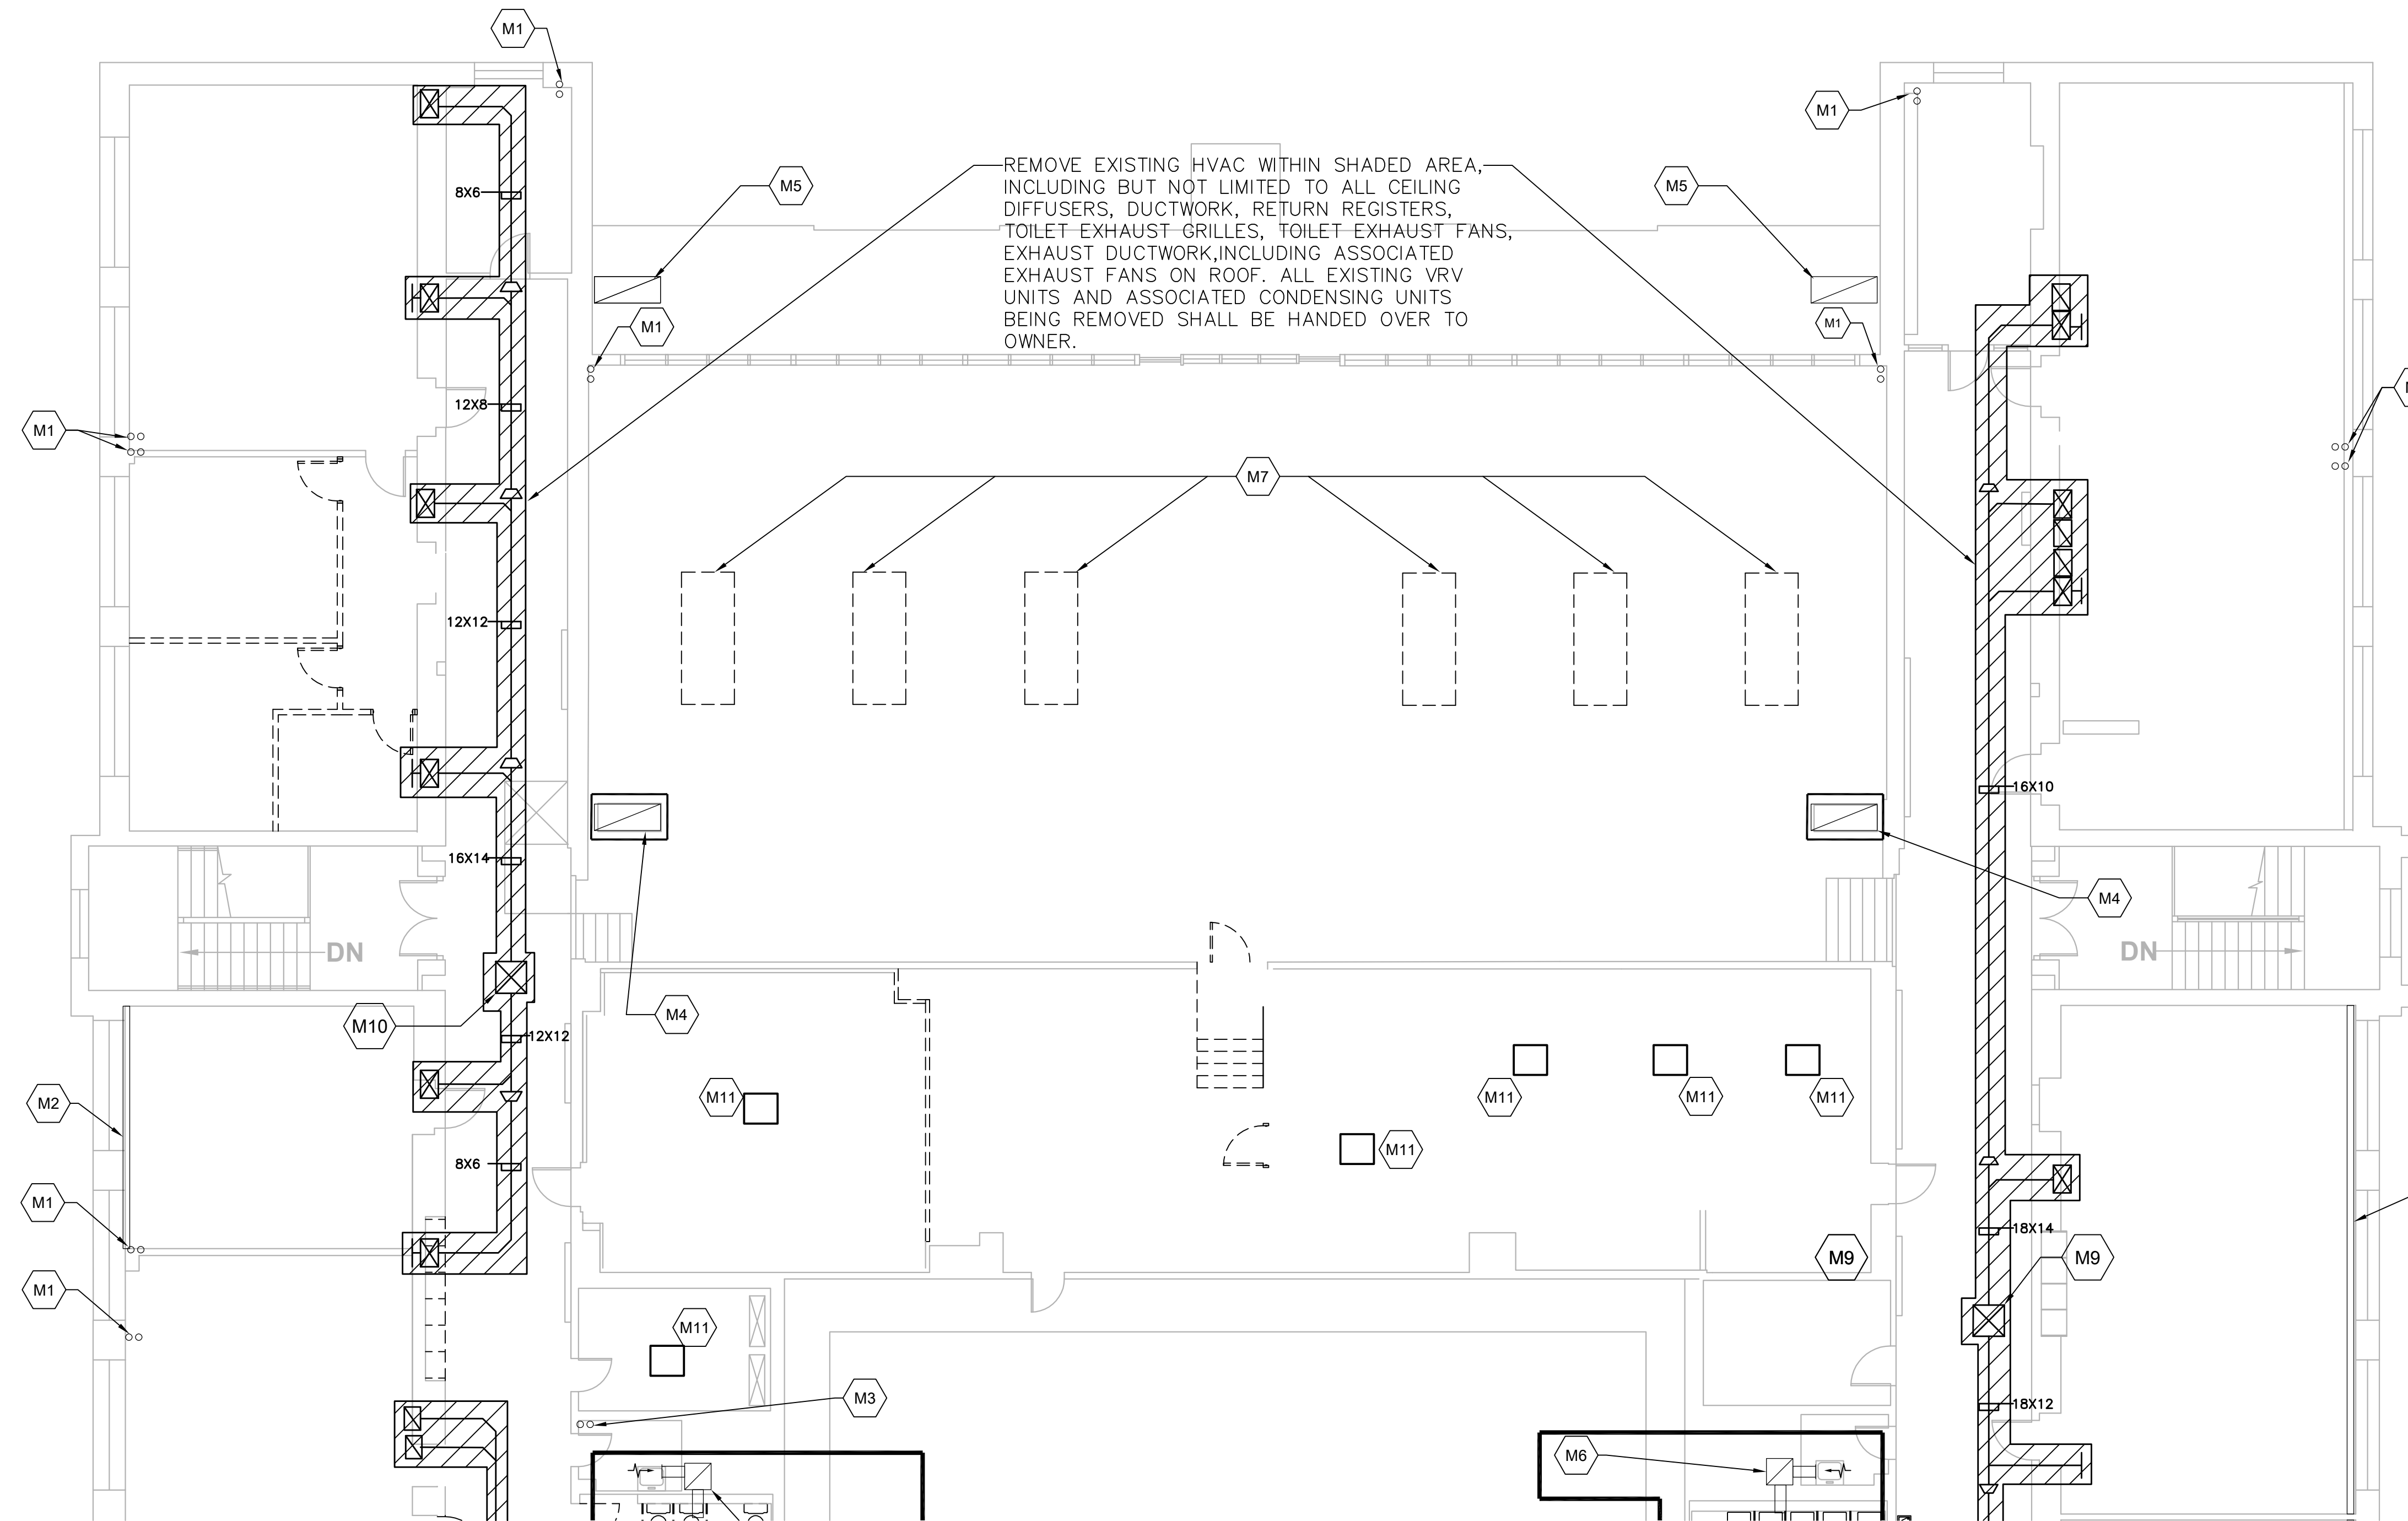 M1
M1
M5
M5
REMOVE EXISTING HVAC WITHIN SHADED AREA,
INCLUDING BUT NOT LIMITED TO ALL CEILING
DIFFUSERS, DUCTWORK, RETURN REGISTERS,
TOILET EXHAUST GRILLES, TOILET EXHAUST FANS,
EXHAUST DUCTWORK,INCLUDING ASSOCIATED
EXHAUST FANS ON ROOF. ALL EXISTING VRV
UNITS AND ASSOCIATED CONDENSING UNITS
BEING REMOVED SHALL BE HANDED OVER TO
OWNER.
8X6
M1
M1
12X8
M1
M7
12X12
16X10
16X14
M4
DN
DN
M4
M10
12X12
M2
M11
M11
M11
M11
M11
8X6
M1
18X14
M9
M9
M1
M11
M3
18X12
M6